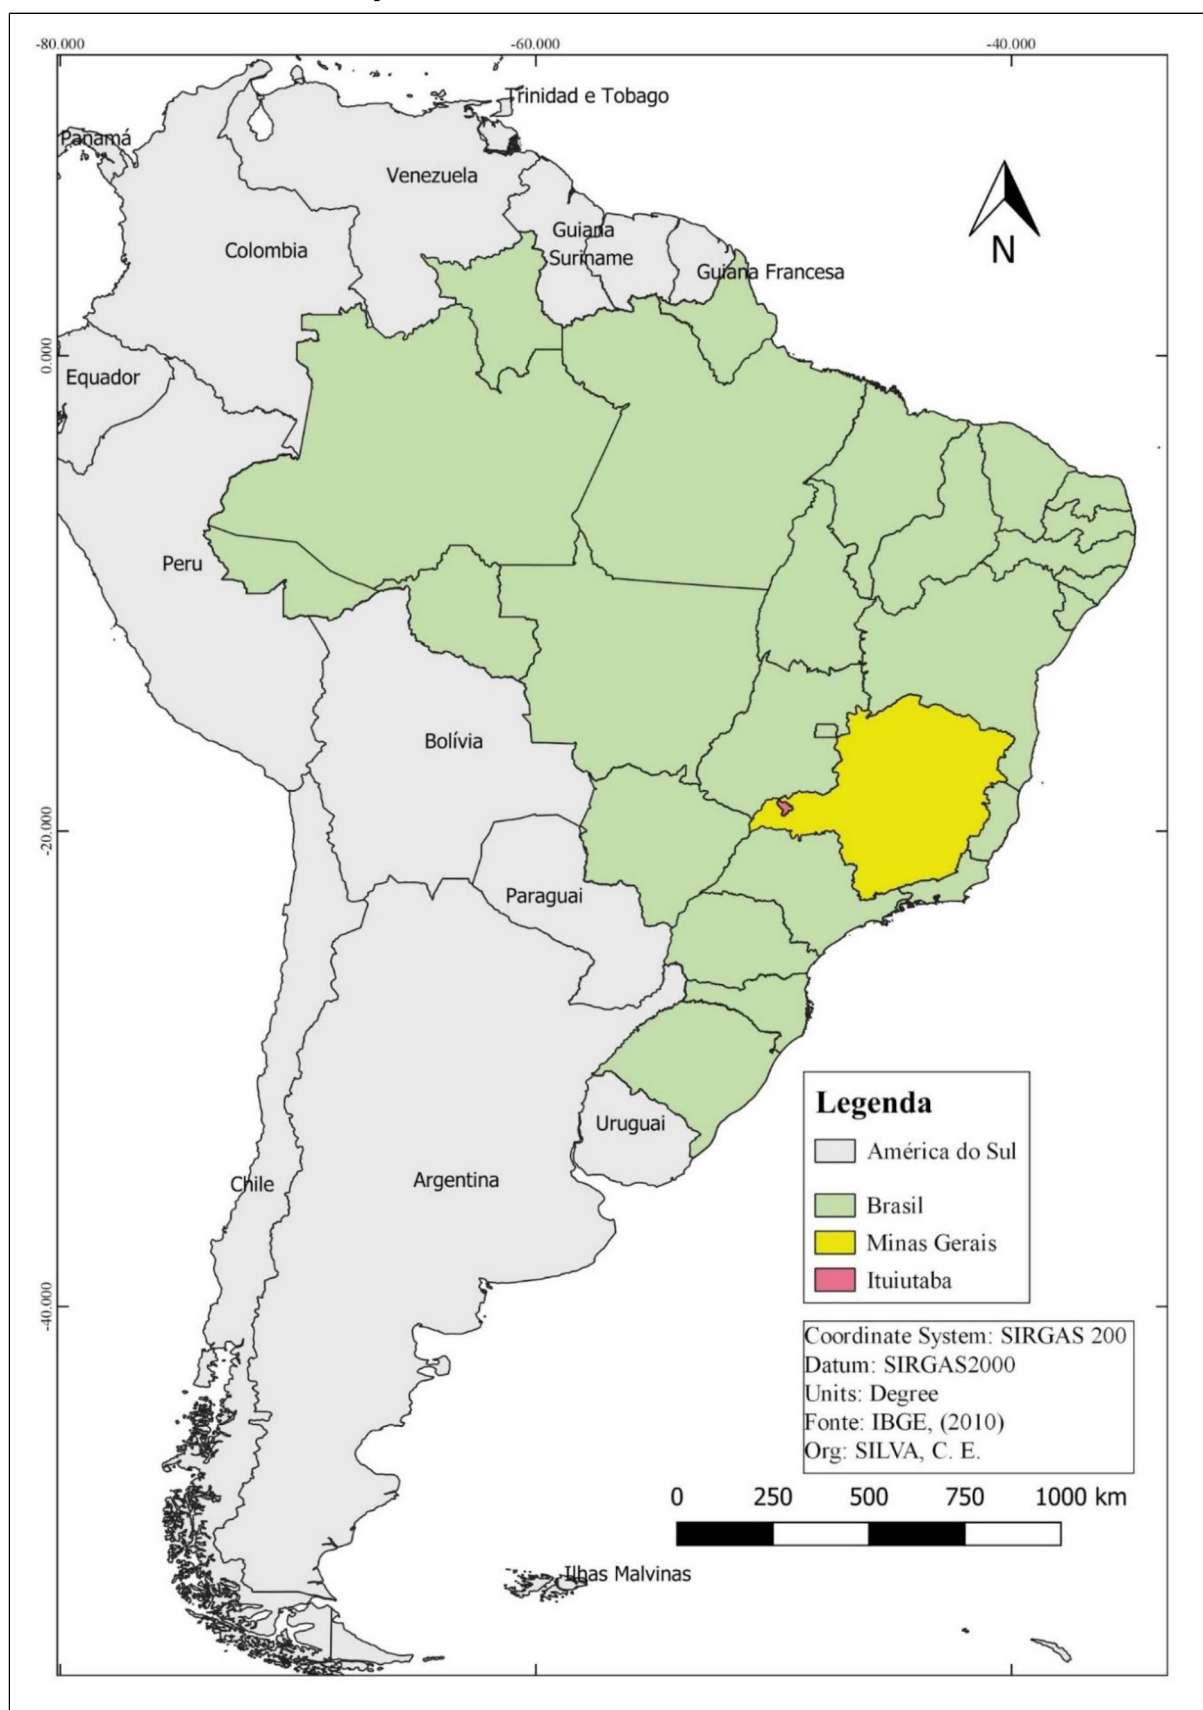 -80.000 -60.000 -40.000
Trinidad e Tobago
Panamá
Venezuela
Guiana
Colombia
Suriname
Guiana Francesa
N
0.000
Equador
Peru
Bolívia
-20.000
Paraguai
Uruguai
Chile
Argentina
-40.000
Ilhas Malvinas
Legenda
América do Sul
Brasil
Minas Gerais
Ituiutaba
Coordinate System: SIRGAS 200
Datum: SIRGAS2000
Units: Degree
Fonte: IBGE, (2010)
Org: SILVA, C. E.
0 250 500 750 1000 km